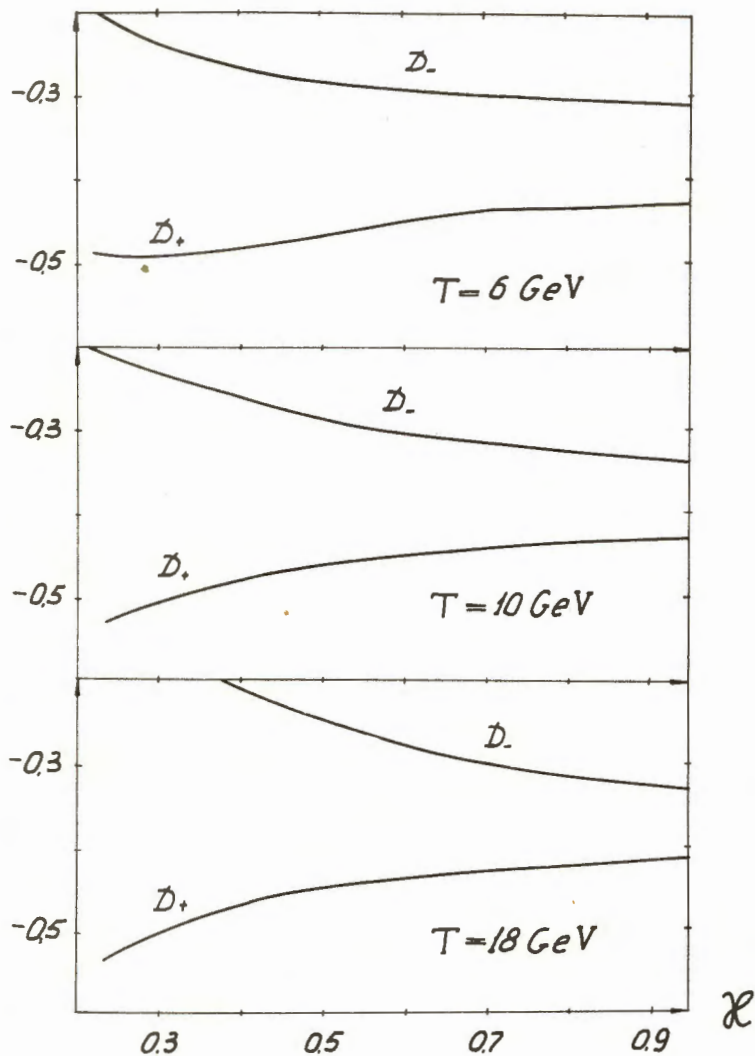 D₋
-0.3
D₊
-0.5
T = 6 GeV
D₋
-0.3
D₊
-0.5
T = 10 GeV
D₋
-0.3
D₊
-0.5
T = 18 GeV
ϰ
0.3 0.5 0.7 0.9